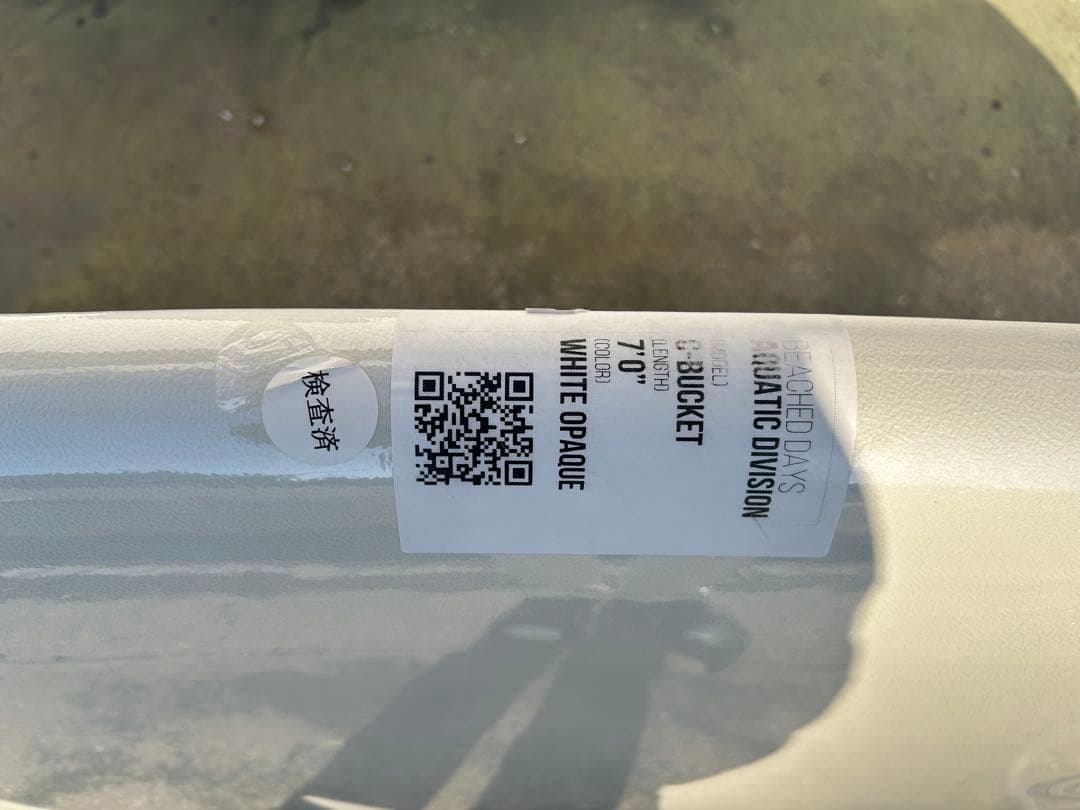 BEACHED DAYS
AQUATIC DIVISION
(MODEL)
C-BUCKET
(LENGTH)
7'0"
(COLOR)
WHITE OPAQUE
検査済